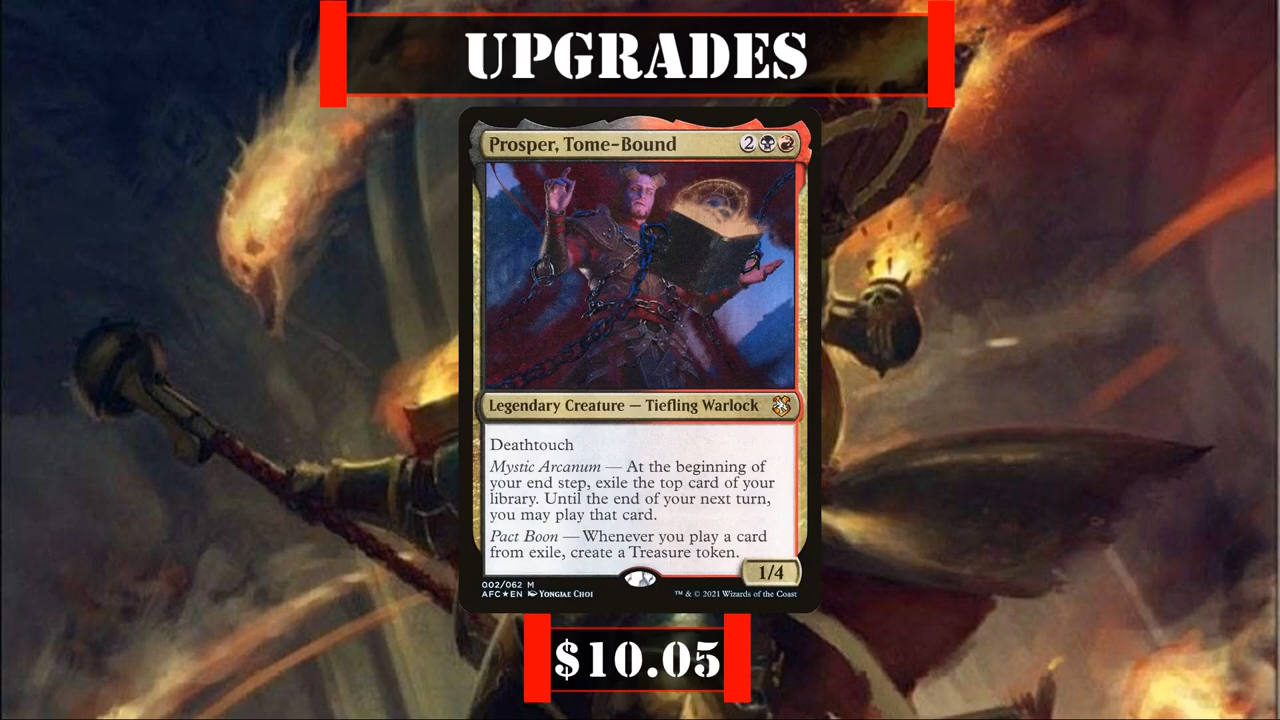 UPGRADES
Prosper, Tome-Bound 2
Legendary Creature — Tiefling Warlock
Deathtouch
Mystic Arcanum — At the beginning of
your end step, exile the top card of your
library. Until the end of your next turn,
you may play that card.
Pact Boon — Whenever you play a card
from exile, create a Treasure token.
1/4
002/062 M
AFC★EN Yongjae Choi
™ & © 2021 Wizards of the Coast
$10.05